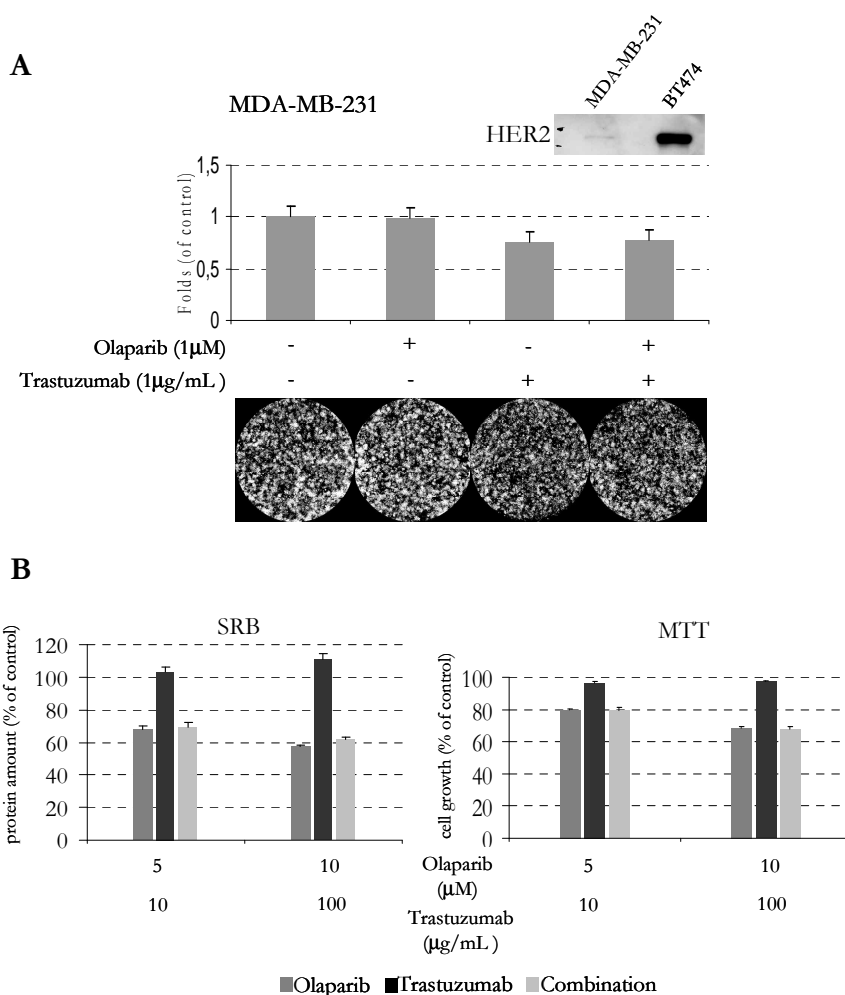 A
MDA-MB-231
MDA-MB-231
BT474
HER2
Folds (of control)
1,5
1
0,5
0
Olaparib (1µM) - + - +
Trastuzumab (1µg/mL ) - - + +
B
SRB
protein amount (% of control)
120
100
80
60
40
20
0
5 10
10 100
MTT
cell growth (% of control)
100
80
60
40
20
0
Olaparib
(µM)
5 10
Trastuzumab
(µg/mL )
10 100
Olaparib Trastuzumab Combination